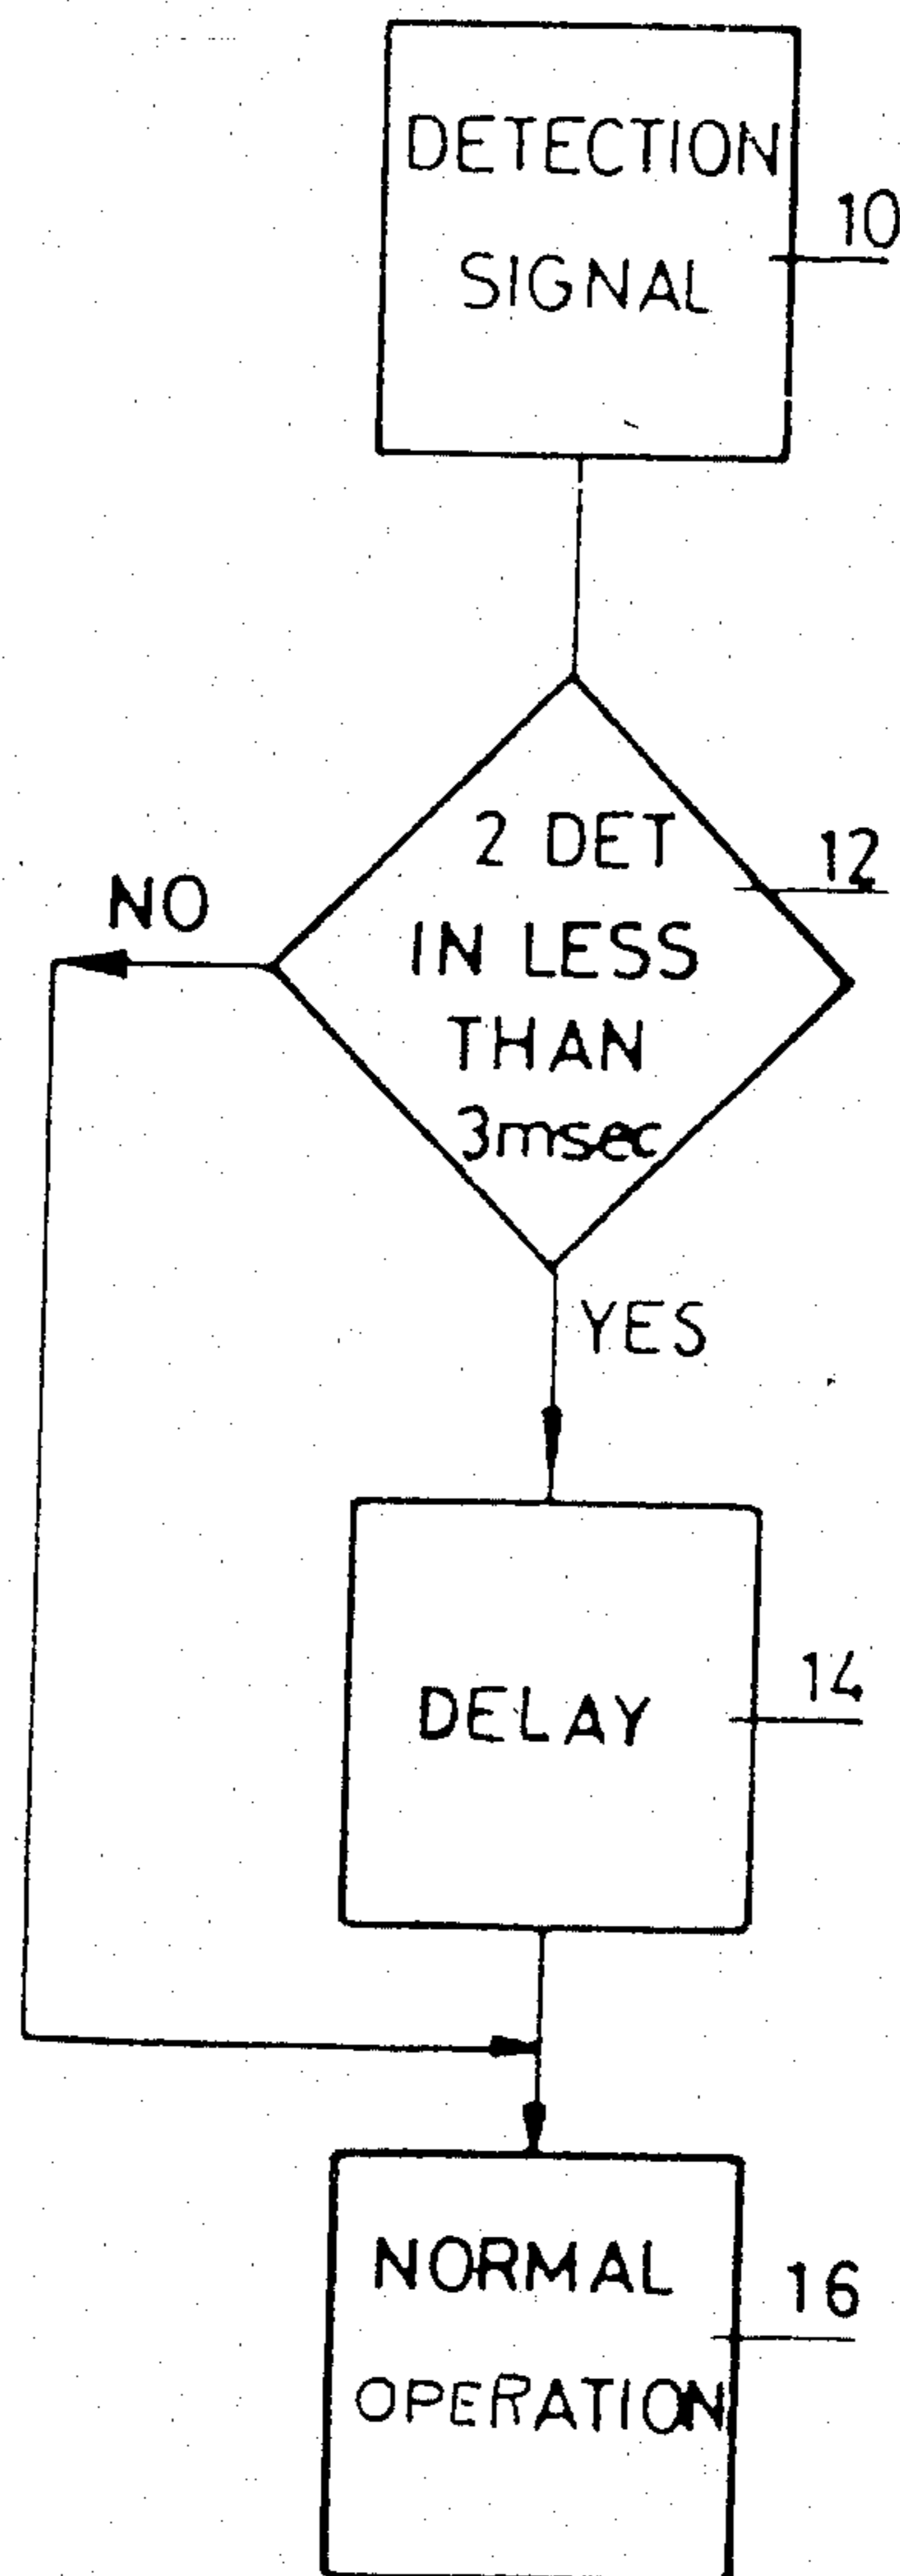 DETECTION
SIGNAL
10
2 DET
IN LESS
THAN
3msec
12
NO
YES
DELAY
14
NORMAL
OPERATION
16